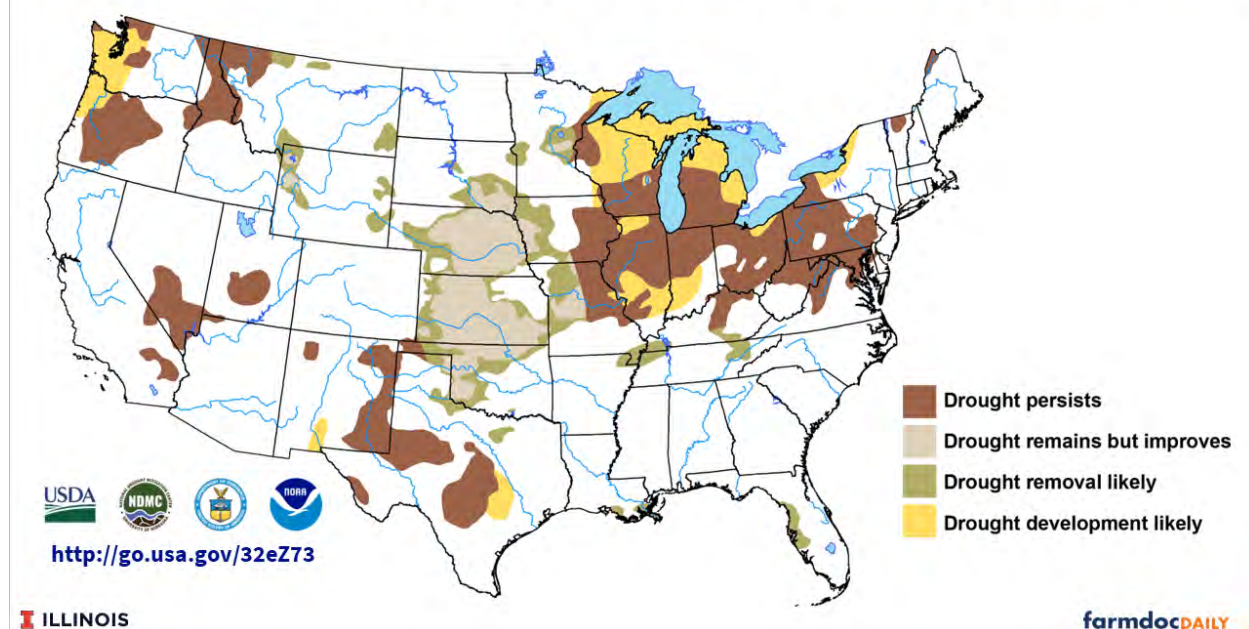 Drought persists
Drought remains but improves
Drought removal likely
Drought development likely
USDA
NDMC
NOAA
http://go.usa.gov/32eZ73
I ILLINOIS
farmdocDAILY